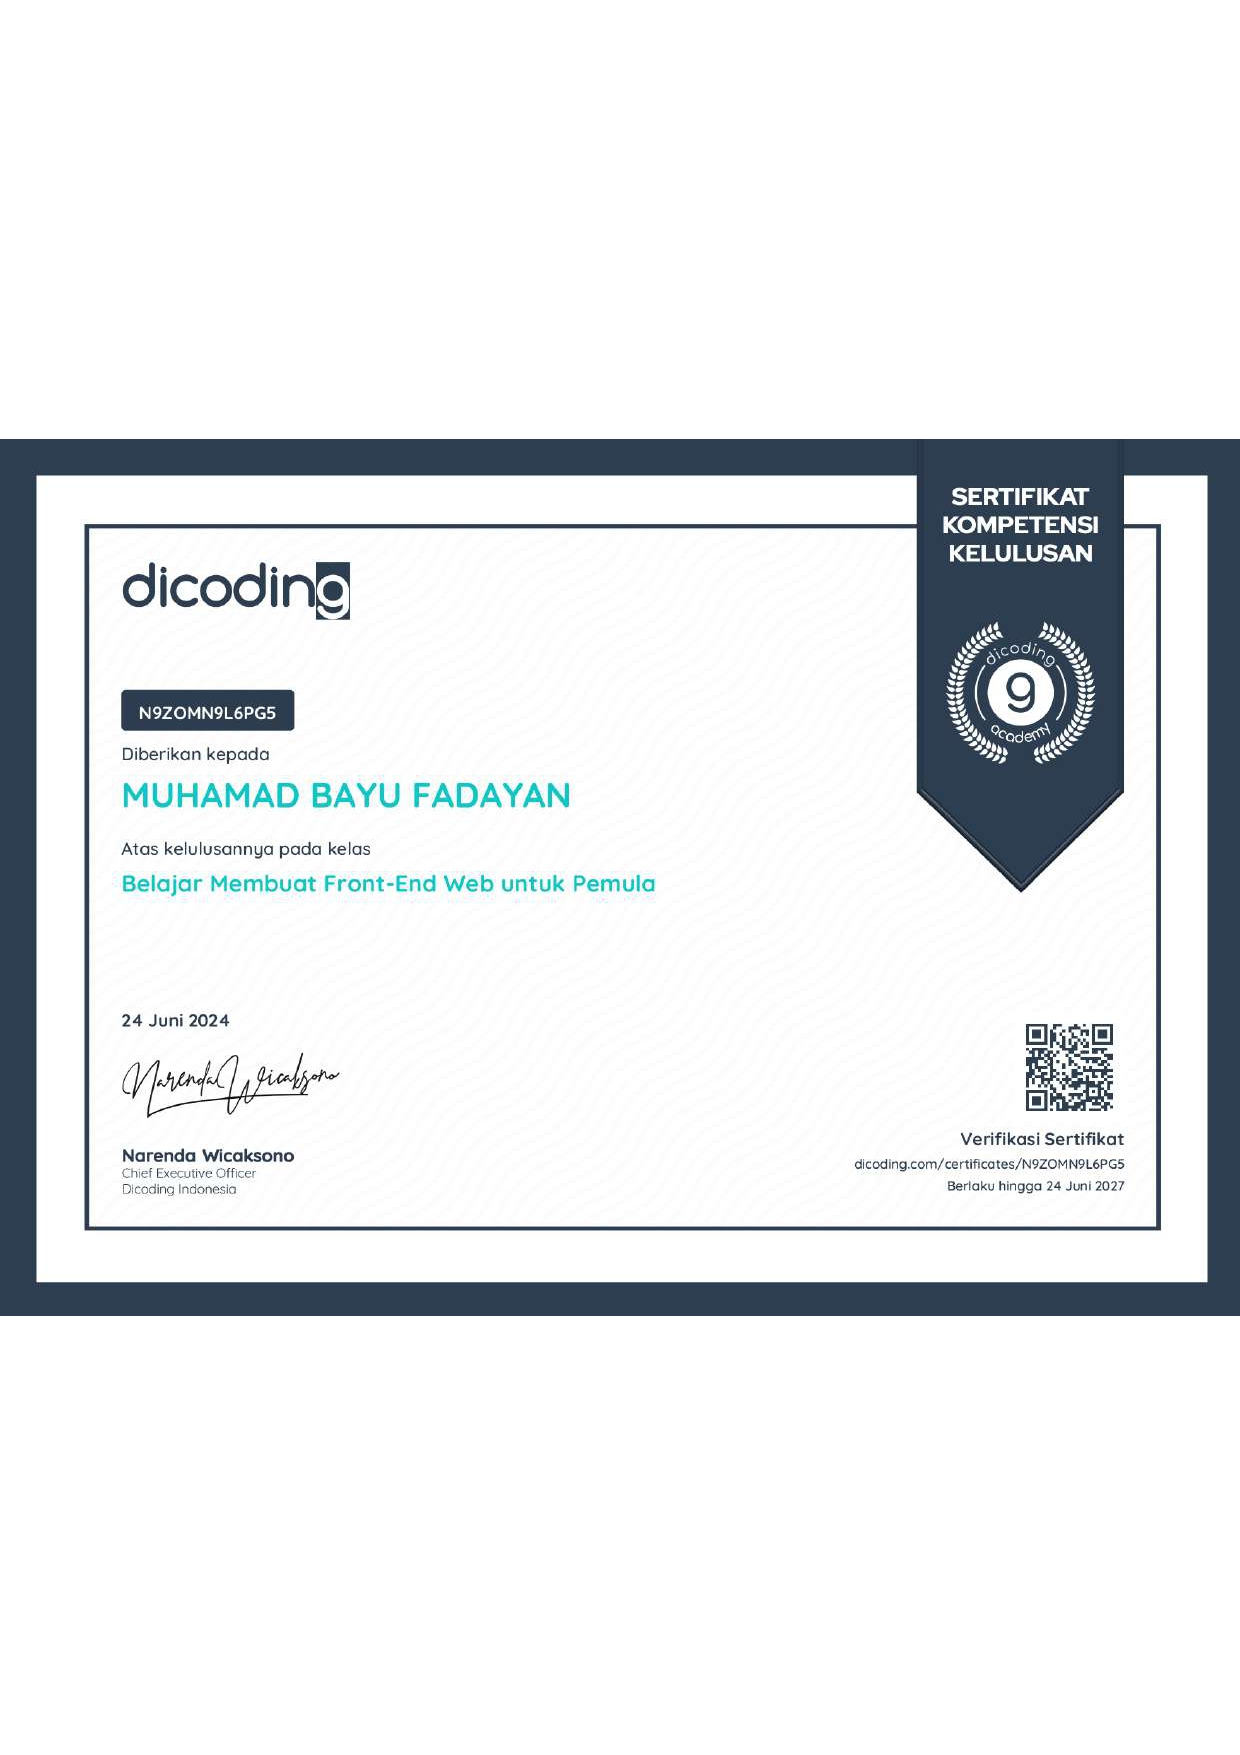 SERTIFIKAT
KOMPETENSI
KELULUSAN
dicoding
dicoding
9
academy
N9ZOMN9L6PG5
Diberikan kepada
MUHAMAD BAYU FADAYAN
Atas kelulusannya pada kelas
Belajar Membuat Front-End Web untuk Pemula
24 Juni 2024
Narenda Wicaksono
Narenda Wicaksono
Chief Executive Officer
Dicoding Indonesia
Verifikasi Sertifikat
dicoding.com/certificates/N9ZOMN9L6PG5
Berlaku hingga 24 Juni 2027